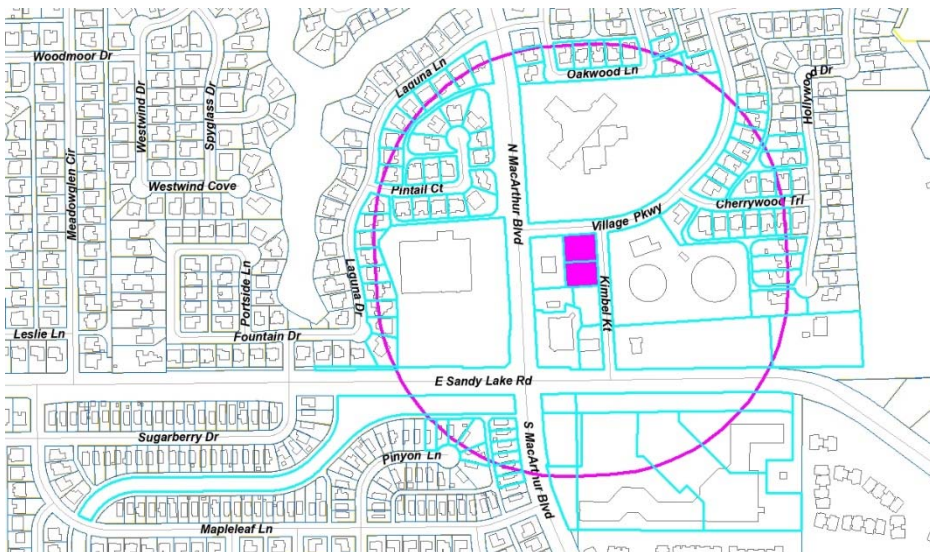 Woodmoor Dr
Westwind Dr
Spyglass Dr
Laguna Ln
Oakwood Ln
Hollywood Dr
Meadowglen Cir
Westwind Cove
Pintail Ct
N MacArthur Blvd
Cherrywood Trl
Village Pkwy
Portside Ln
Laguna Dr
Kimbel Kt
Leslie Ln
Fountain Dr
E Sandy Lake Rd
Sugarberry Dr
Pinyon Ln
S MacArthur Blvd
Mapleleaf Ln